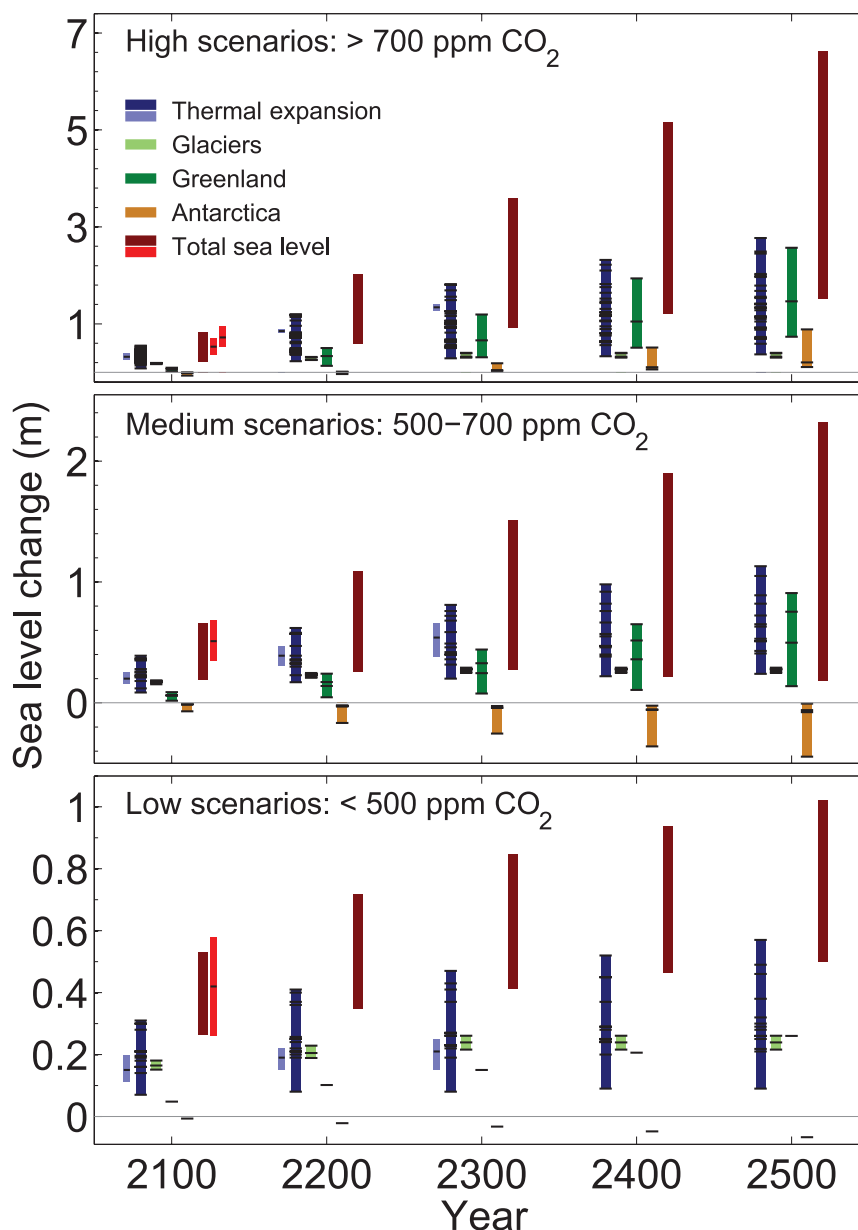 High scenarios: > 700 ppm CO2
7
5
3
1
Thermal expansion
Glaciers
Greenland
Antarctica
Total sea level
Medium scenarios: 500−700 ppm CO2
2
1
0
Low scenarios: < 500 ppm CO2
1
0.8
0.6
0.4
0.2
0
Sea level change (m)
2100 2200 2300 2400 2500
Year